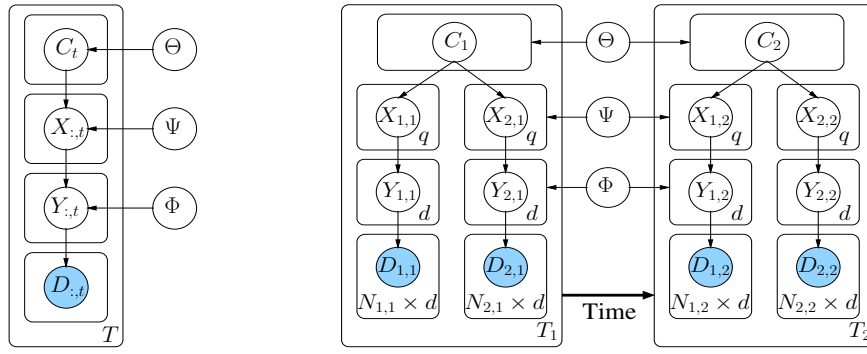 C_t Θ
X_{:,t} Ψ
Y_{:,t} Φ
D_{:,t}
T
C_1 Θ C_2
X_{1,1} X_{2,1} Ψ X_{1,2} X_{2,2}
q q q q
Y_{1,1} Y_{2,1} Φ Y_{1,2} Y_{2,2}
d d d d
D_{1,1} D_{2,1} D_{1,2} D_{2,2}
N_{1,1} × d N_{2,1} × d Time N_{1,2} × d N_{2,2} × d
T_1 T_2